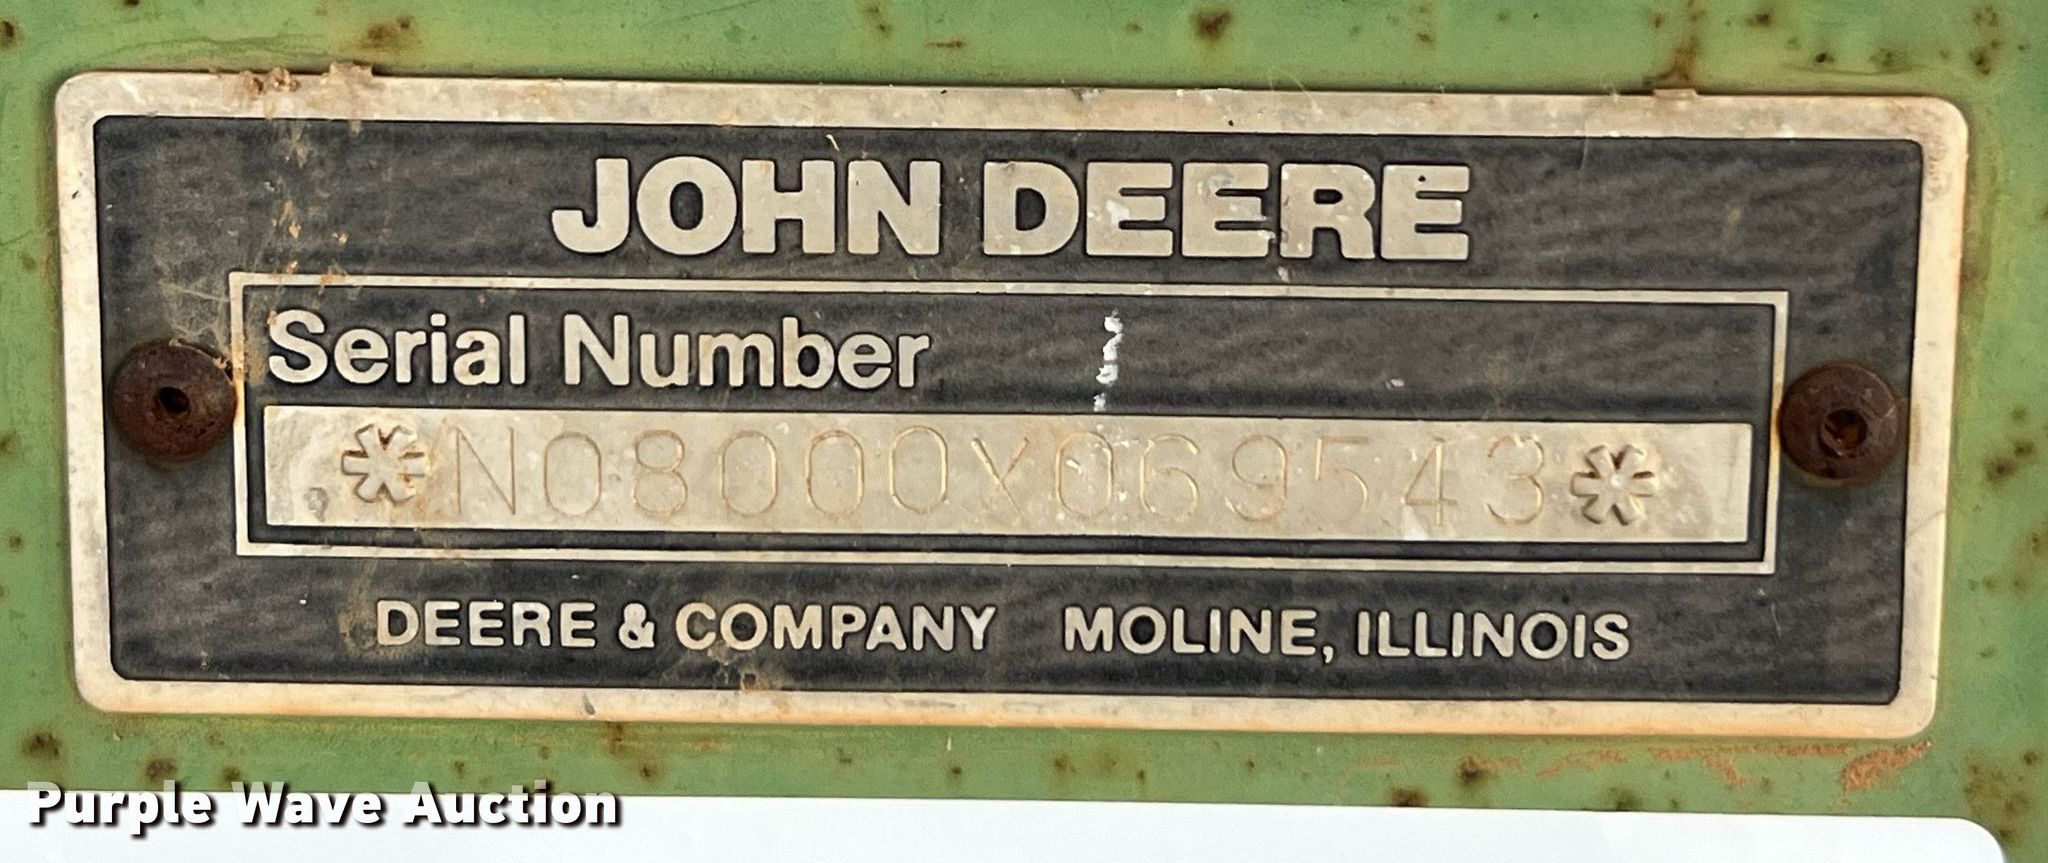 JOHN DEERE
Serial Number
*N08000X069543*
DEERE & COMPANY MOLINE, ILLINOIS
Purple Wave Auction